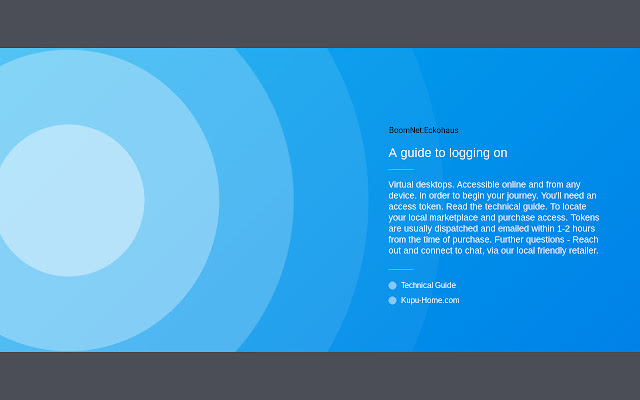 BoomNet.Eckohaus
A guide to logging on
Virtual desktops. Accessible online and from any
device. In order to begin your journey. You'll need an
access token. Read the technical guide. To locate
your local marketplace and purchase access. Tokens
are usually dispatched and emailed within 1-2 hours
from the time of purchase. Further questions - Reach
out and connect to chat, via our local friendly retailer.
Technical Guide
Kupu-Home.com